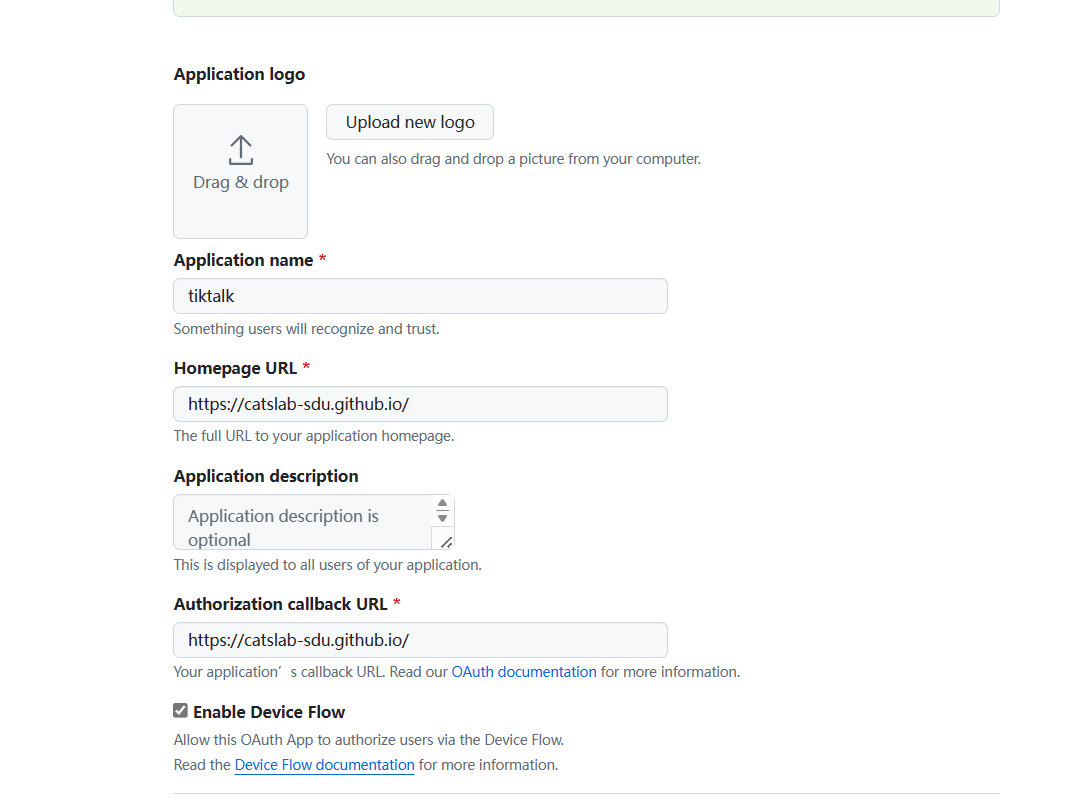 Application logo
Upload new logo
You can also drag and drop a picture from your computer.
Drag & drop
Application name *
tiktalk
Something users will recognize and trust.
Homepage URL *
https://catslab-sdu.github.io/
The full URL to your application homepage.
Application description
Application description is
optional
This is displayed to all users of your application.
Authorization callback URL *
https://catslab-sdu.github.io/
Your application’s callback URL. Read our OAuth documentation for more information.
Enable Device Flow
Allow this OAuth App to authorize users via the Device Flow.
Read the Device Flow documentation for more information.